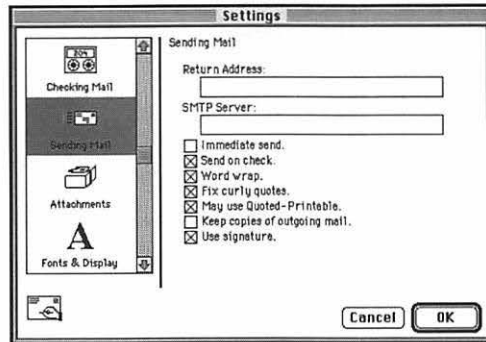 Settings
Checking Mail
Sending Mail
Attachments
A
Fonts & Display
Sending Mail
Return Address:
SMTP Server:
Immediate send.
Send on check.
Word wrap.
Fix curly quotes.
May use Quoted-Printable.
Keep copies of outgoing mail.
Use signature.
Cancel
OK